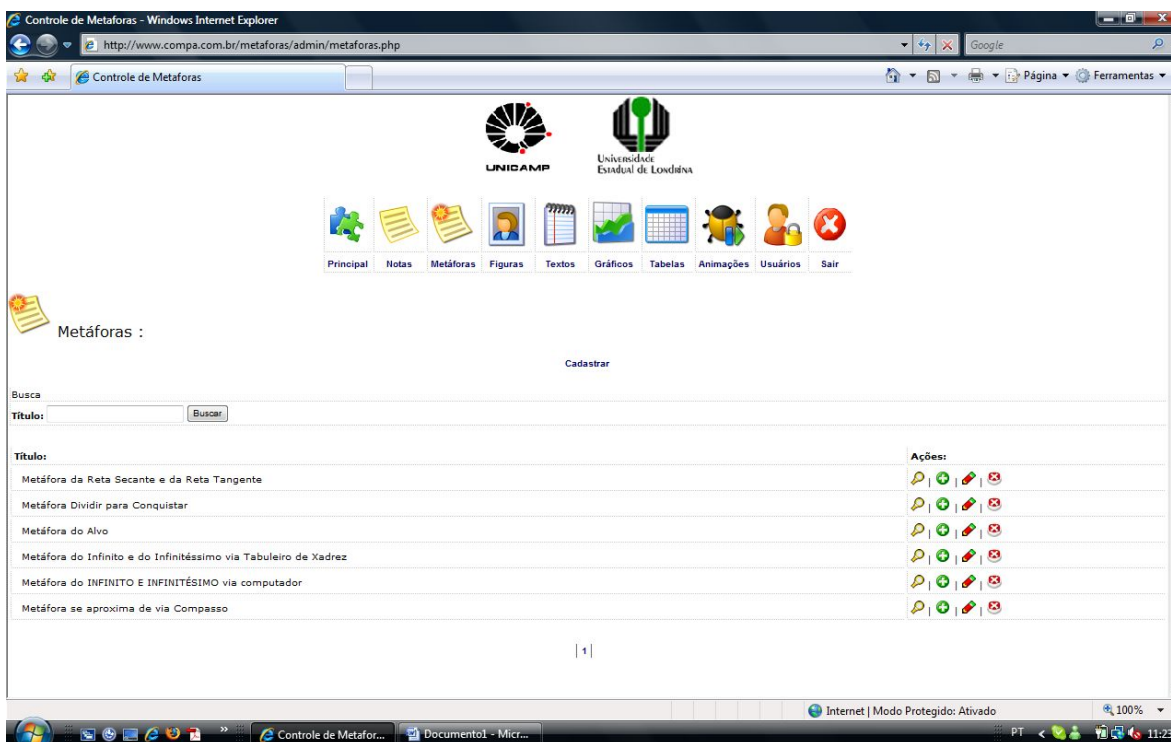 Controle de Metaforas - Windows Internet Explorer
http://www.compa.com.br/metaforas/admin/metaforas.php
Google
Controle de Metaforas
Página
Ferramentas
UNICAMP
Universidade
Estadual de Londrina
Principal Notas Metáforas Figuras Textos Gráficos Tabelas Animações Usuários Sair
Metáforas :
Cadastrar
Busca
Título: Buscar
Título: Ações:
Metáfora da Reta Secante e da Reta Tangente
Metáfora Dividir para Conquistar
Metáfora do Alvo
Metáfora do Infinito e do Infinitéssimo via Tabuleiro de Xadrez
Metáfora do INFINITO E INFINITÉSIMO via computador
Metáfora se aproxima de via Compasso
| 1 |
Internet | Modo Protegido: Ativado 100%
Controle de Metafor... Documento1 - Micr... PT